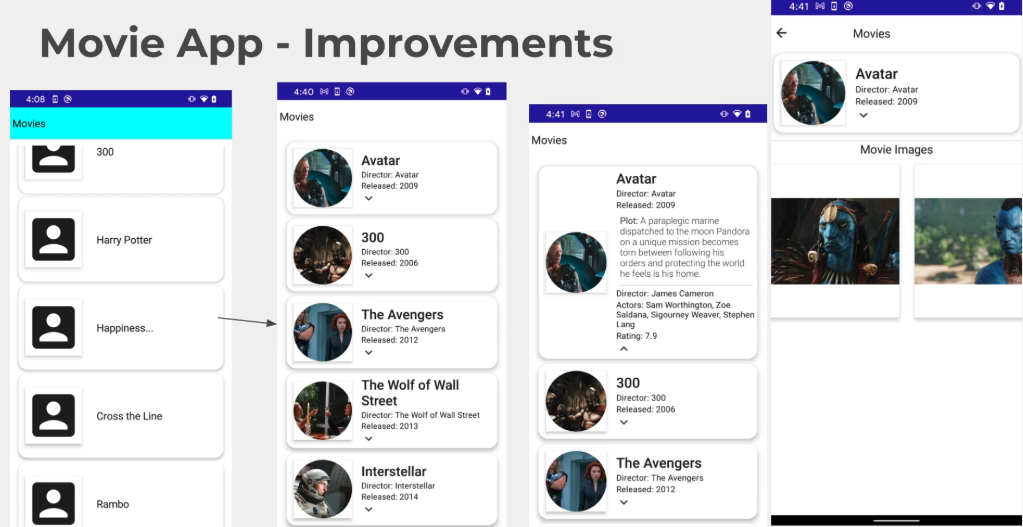 Movie App - Improvements
4:08
Movies
300
Harry Potter
Happiness...
Cross the Line
Rambo
4:40
Movies
Avatar
Director: Avatar
Released: 2009
300
Director: 300
Released: 2006
The Avengers
Director: The Avengers
Released: 2012
The Wolf of Wall
Street
Director: The Wolf of Wall Street
Released: 2013
Interstellar
Director: Interstellar
Released: 2014
4:41
Movies
Avatar
Director: Avatar
Released: 2009
Plot: A paraplegic marine
dispatched to the moon Pandora
on a unique mission becomes
torn between following his
orders and protecting the world
he feels is his home.
Director: James Cameron
Actors: Sam Worthington, Zoe
Saldana, Sigourney Weaver, Stephen
Lang
Rating: 7.9
300
Director: 300
Released: 2006
The Avengers
Director: The Avengers
Released: 2012
4:41
Movies
Avatar
Director: Avatar
Released: 2009
Movie Images